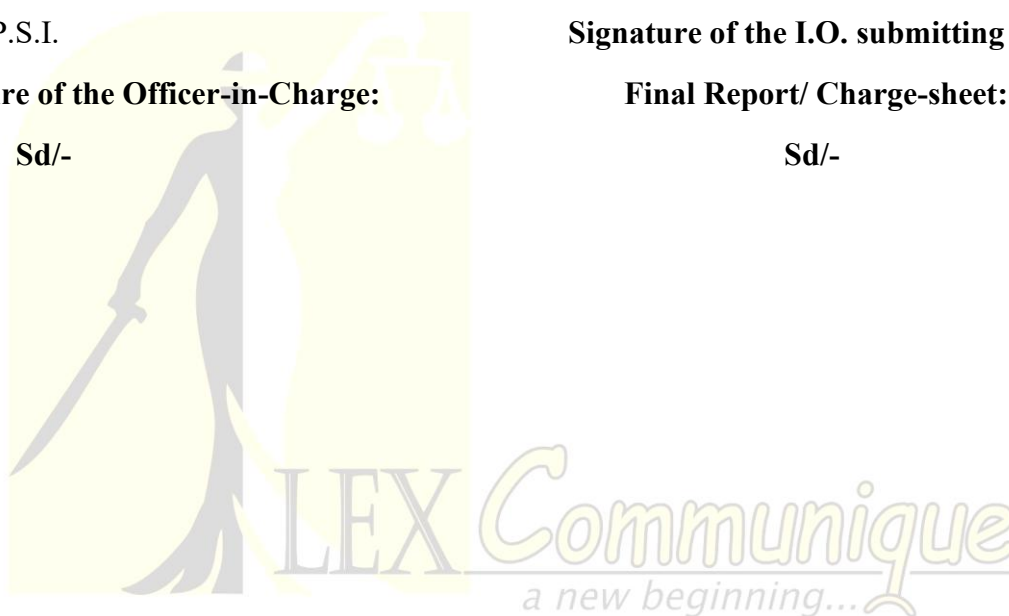 P.S.I.
Signature of the I.O. submitting
re of the Officer-in-Charge:
Final Report/ Charge-sheet:
Sd/-
Sd/-
LEX Communique
a new beginning...